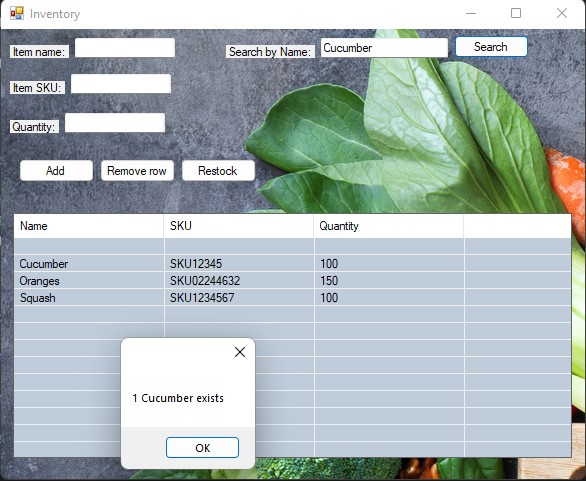 Inventory
Item name:
Search by Name: Cucumber Search
Item SKU:
Quantity:
Add Remove row Restock
Name SKU Quantity
Cucumber SKU12345 100
Oranges SKU02244632 150
Squash SKU1234567 100
1 Cucumber exists
OK